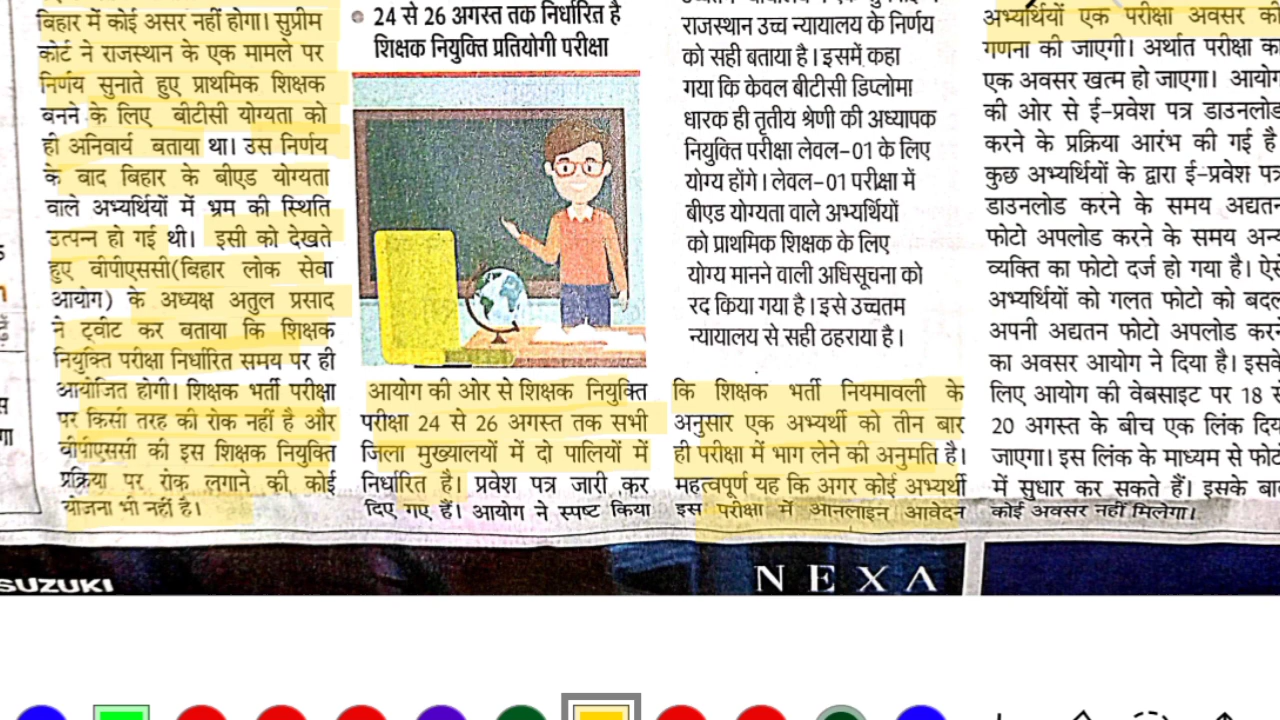 बिहार में कोई असर नहीं होगा। सुप्रीम
कोर्ट ने राजस्थान के एक मामले पर
निर्णय सुनाते हुए प्राथमिक शिक्षक
बनने के लिए बीटीसी योग्यता को
ही अनिवार्य बताया था। उस निर्णय
के बाद बिहार के बीएड योग्यता
वाले अभ्यर्थियों में भ्रम की स्थिति
उत्पन्न हो गई थी। इसी को देखते
हुए बीपीएससी(बिहार लोक सेवा
आयोग) के अध्यक्ष अतुल प्रसाद
ने ट्वीट कर बताया कि शिक्षक
नियुक्ति परीक्षा निर्धारित समय पर ही
आयोजित होगी। शिक्षक भर्ती परीक्षा
पर किसी तरह की रोक नहीं है और
बीपीएससी की इस शिक्षक नियुक्ति
प्रक्रिया पर रोक लगाने की कोई
योजना भी नहीं है।
24 से 26 अगस्त तक निर्धारित है
शिक्षक नियुक्ति प्रतियोगी परीक्षा
आयोग की ओर से शिक्षक नियुक्ति
परीक्षा 24 से 26 अगस्त तक सभी
जिला मुख्यालयों में दो पालियों में
निर्धारित है। प्रवेश पत्र जारी कर
दिए गए हैं। आयोग ने स्पष्ट किया
राजस्थान उच्च न्यायालय के निर्णय
को सही बताया है। इसमें कहा
गया कि केवल बीटीसी डिप्लोमा
धारक ही तृतीय श्रेणी की अध्यापक
नियुक्ति परीक्षा लेवल-01 के लिए
योग्य होंगे। लेवल-01 परीक्षा में
बीएड योग्यता वाले अभ्यर्थियों
को प्राथमिक शिक्षक के लिए
योग्य मानने वाली अधिसूचना को
रद किया गया है। इसे उच्चतम
न्यायालय से सही ठहराया है।
कि शिक्षक भर्ती नियमावली के
अनुसार एक अभ्यर्थी को तीन बार
ही परीक्षा में भाग लेने की अनुमति है।
महत्वपूर्ण यह कि अगर कोई अभ्यर्थी
इस परीक्षा में आनलाइन आवेदन
अभ्यर्थियों एक परीक्षा अवसर की
गणना की जाएगी। अर्थात परीक्षा का
एक अवसर खत्म हो जाएगा। आयोग
की ओर से ई-प्रवेश पत्र डाउनलोड
करने के प्रक्रिया आरंभ की गई है
कुछ अभ्यर्थियों के द्वारा ई-प्रवेश पत्र
डाउनलोड करने के समय अद्यतन
फोटो अपलोड करने के समय अन्य
व्यक्ति का फोटो दर्ज हो गया है। ऐसे
अभ्यर्थियों को गलत फोटो को बदल
अपनी अद्यतन फोटो अपलोड करने
का अवसर आयोग ने दिया है। इसके
लिए आयोग की वेबसाइट पर 18 से
20 अगस्त के बीच एक लिंक दिया
जाएगा। इस लिंक के माध्यम से फोटो
में सुधार कर सकते हैं। इसके बाद
कोई अवसर नहीं मिलेगा।
SUZUKI
NEXA